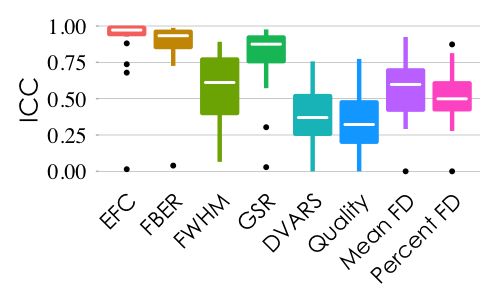 ICC
1.00
0.75
0.50
0.25
0.00
EFC
FBER
FWHM
GSR
DVARS
Quality
Mean FD
Percent FD